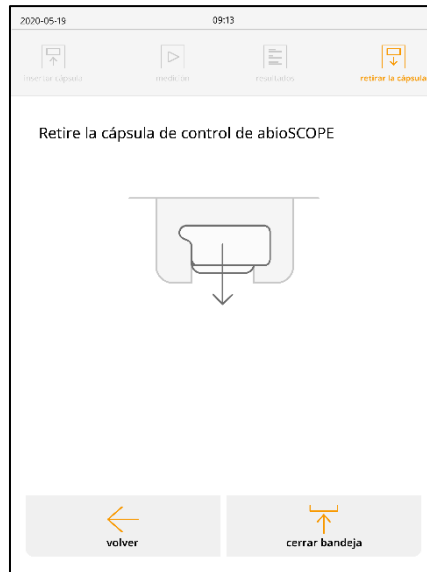 2020-05-19 09:13
insertar cápsula medición resultados retirar la cápsula
Retire la cápsula de control de abioSCOPE
volver cerrar bandeja